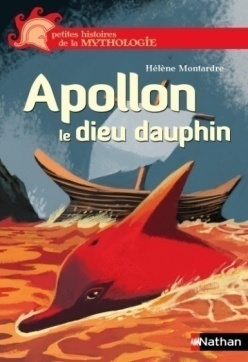 petites histoires
de la MYTHOLOGIE
Hélène Montardre
Apollon
le dieu dauphin
Nathan